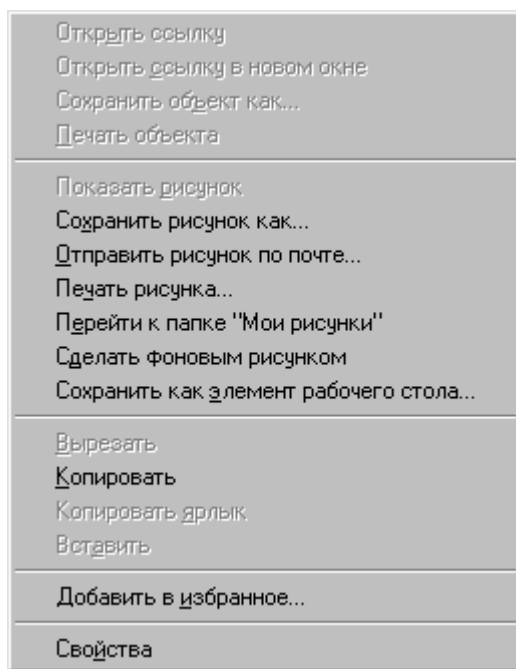 Открыть ссылку
Открыть ссылку в новом окне
Сохранить объект как...
Печать объекта
Показать рисунок
Сохранить рисунок как...
Отправить рисунок по почте...
Печать рисунка...
Перейти к папке "Мои рисунки"
Сделать фоновым рисунком
Сохранить как элемент рабочего стола...
Вырезать
Копировать
Копировать ярлык
Вставить
Добавить в избранное...
Свойства